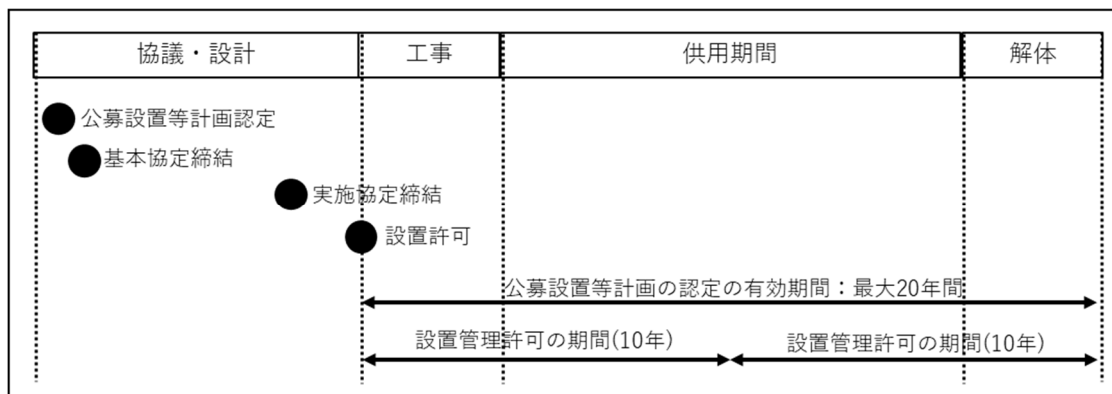 協議・設計 工事 供用期間 解体
公募設置等計画認定
基本協定締結
実施協定締結
設置許可
公募設置等計画の認定の有効期間：最大20年間
設置管理許可の期間(10年) 設置管理許可の期間(10年)